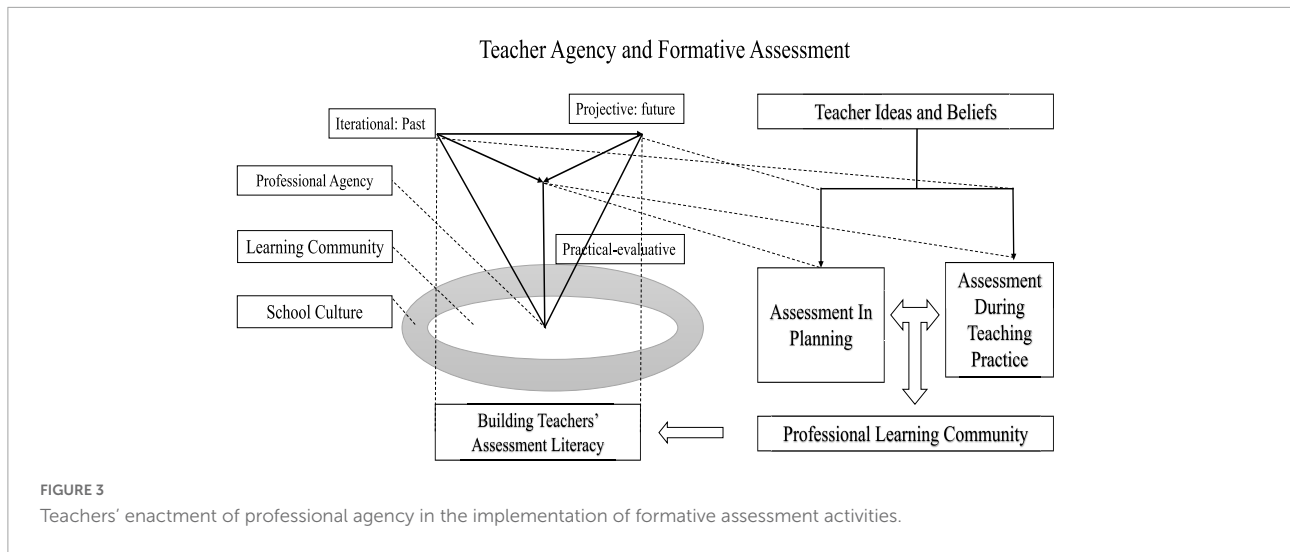 Teacher Agency and Formative Assessment
Projective: future
Iterational: Past
Teacher Ideas and Beliefs
Professional Agency
Learning Community
School Culture
Practical-evaluative
Assessment In
Planning
Assessment
During
Teaching
Practice
Building Teachers'
Assessment Literacy
Professional Learning Community
FIGURE 3
Teachers' enactment of professional agency in the implementation of formative assessment activities.